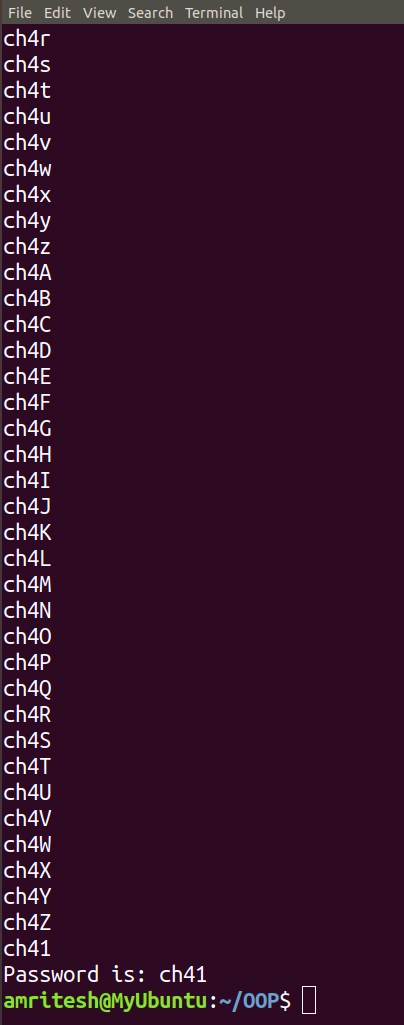 File Edit View Search Terminal Help
ch4r
ch4s
ch4t
ch4u
ch4v
ch4w
ch4x
ch4y
ch4z
ch4A
ch4B
ch4C
ch4D
ch4E
ch4F
ch4G
ch4H
ch4I
ch4J
ch4K
ch4L
ch4M
ch4N
ch4O
ch4P
ch4Q
ch4R
ch4S
ch4T
ch4U
ch4V
ch4W
ch4X
ch4Y
ch4Z
ch41
Password is: ch41
amritesh@MyUbuntu:~/OOP$